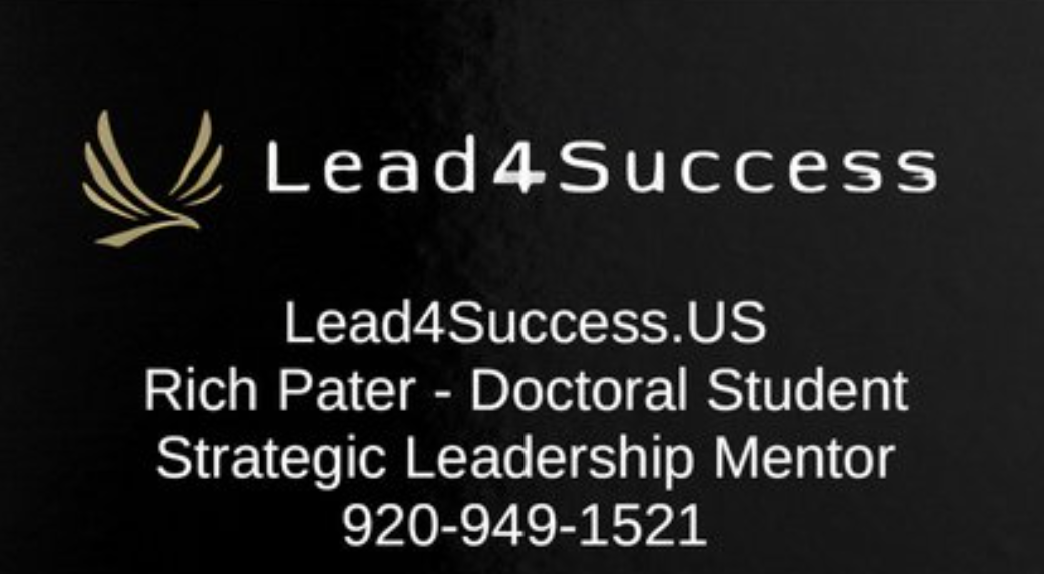 Lead4Success
Lead4Success.US
Rich Pater - Doctoral Student
Strategic Leadership Mentor
920-949-1521